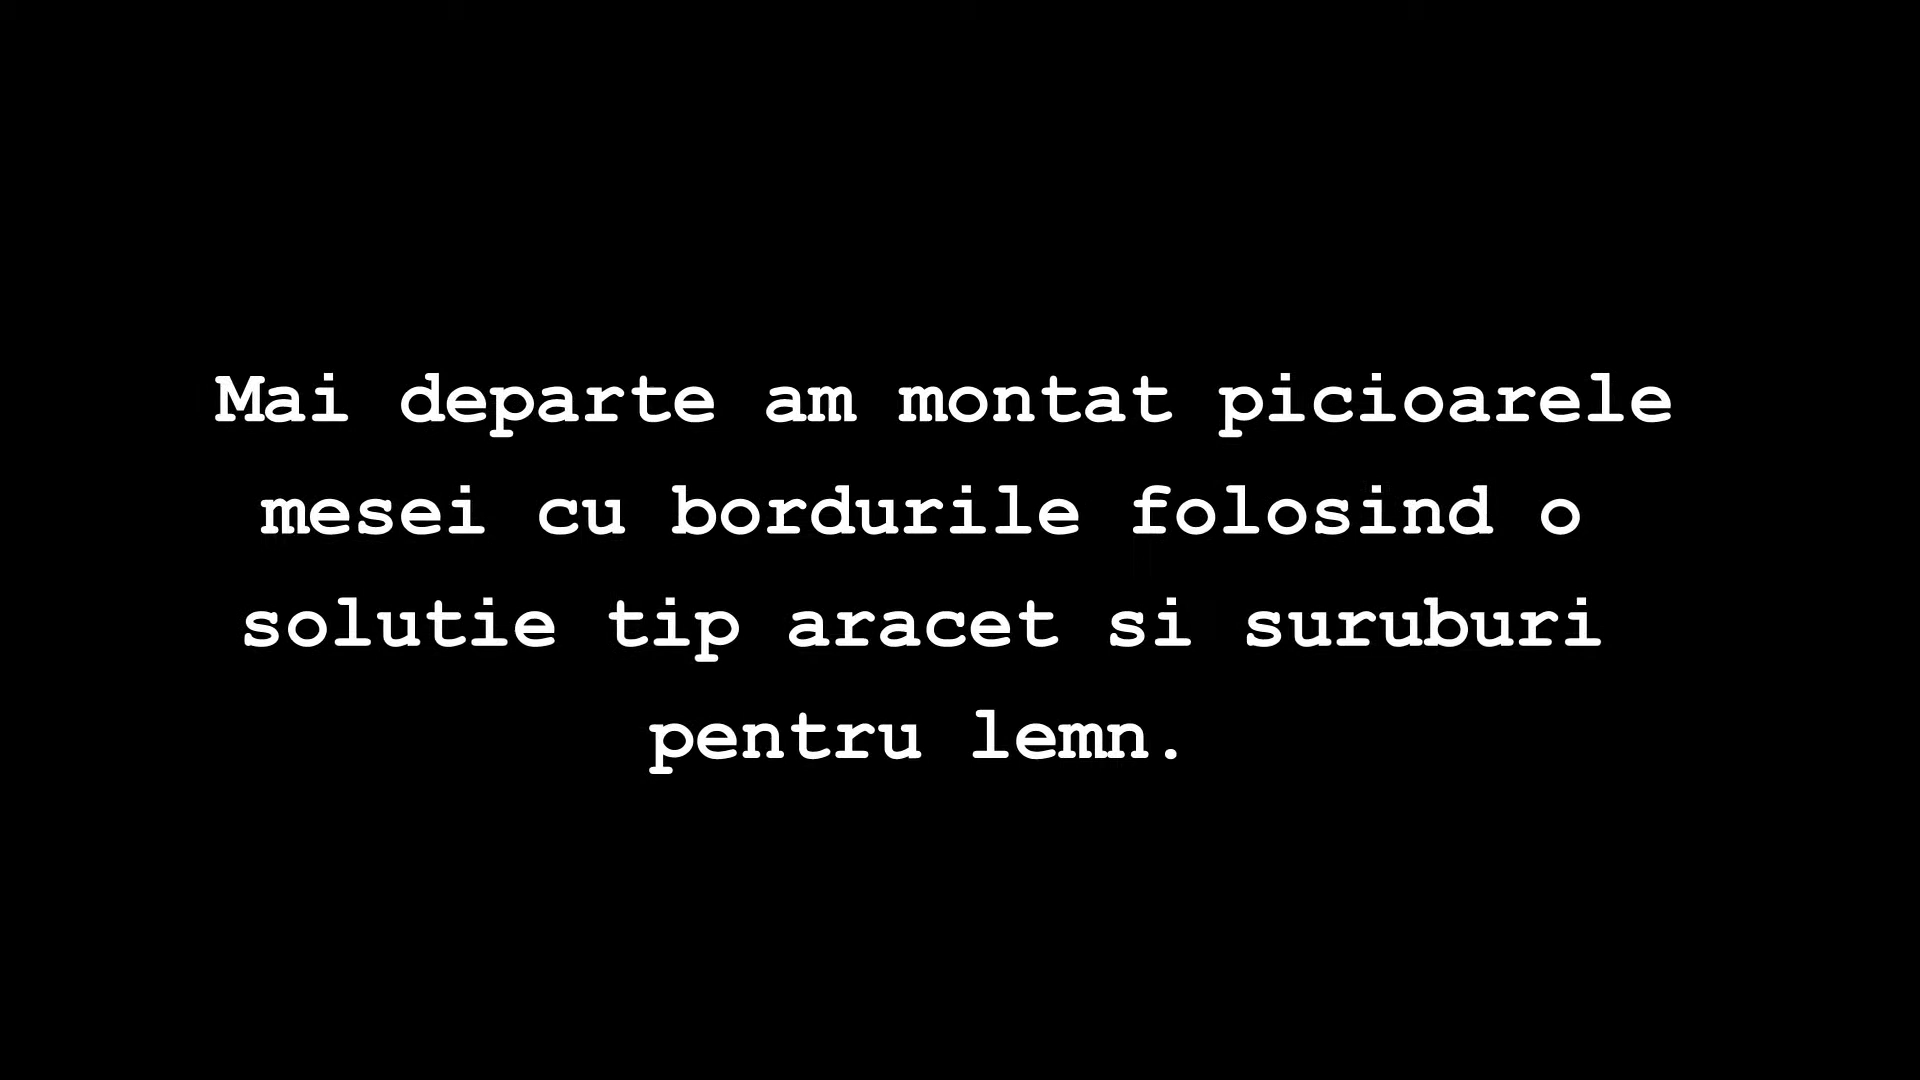 Mai departe am montat picioarele
mesei cu bordurile folosind o
solutie tip aracet si suruburi
pentru lemn.